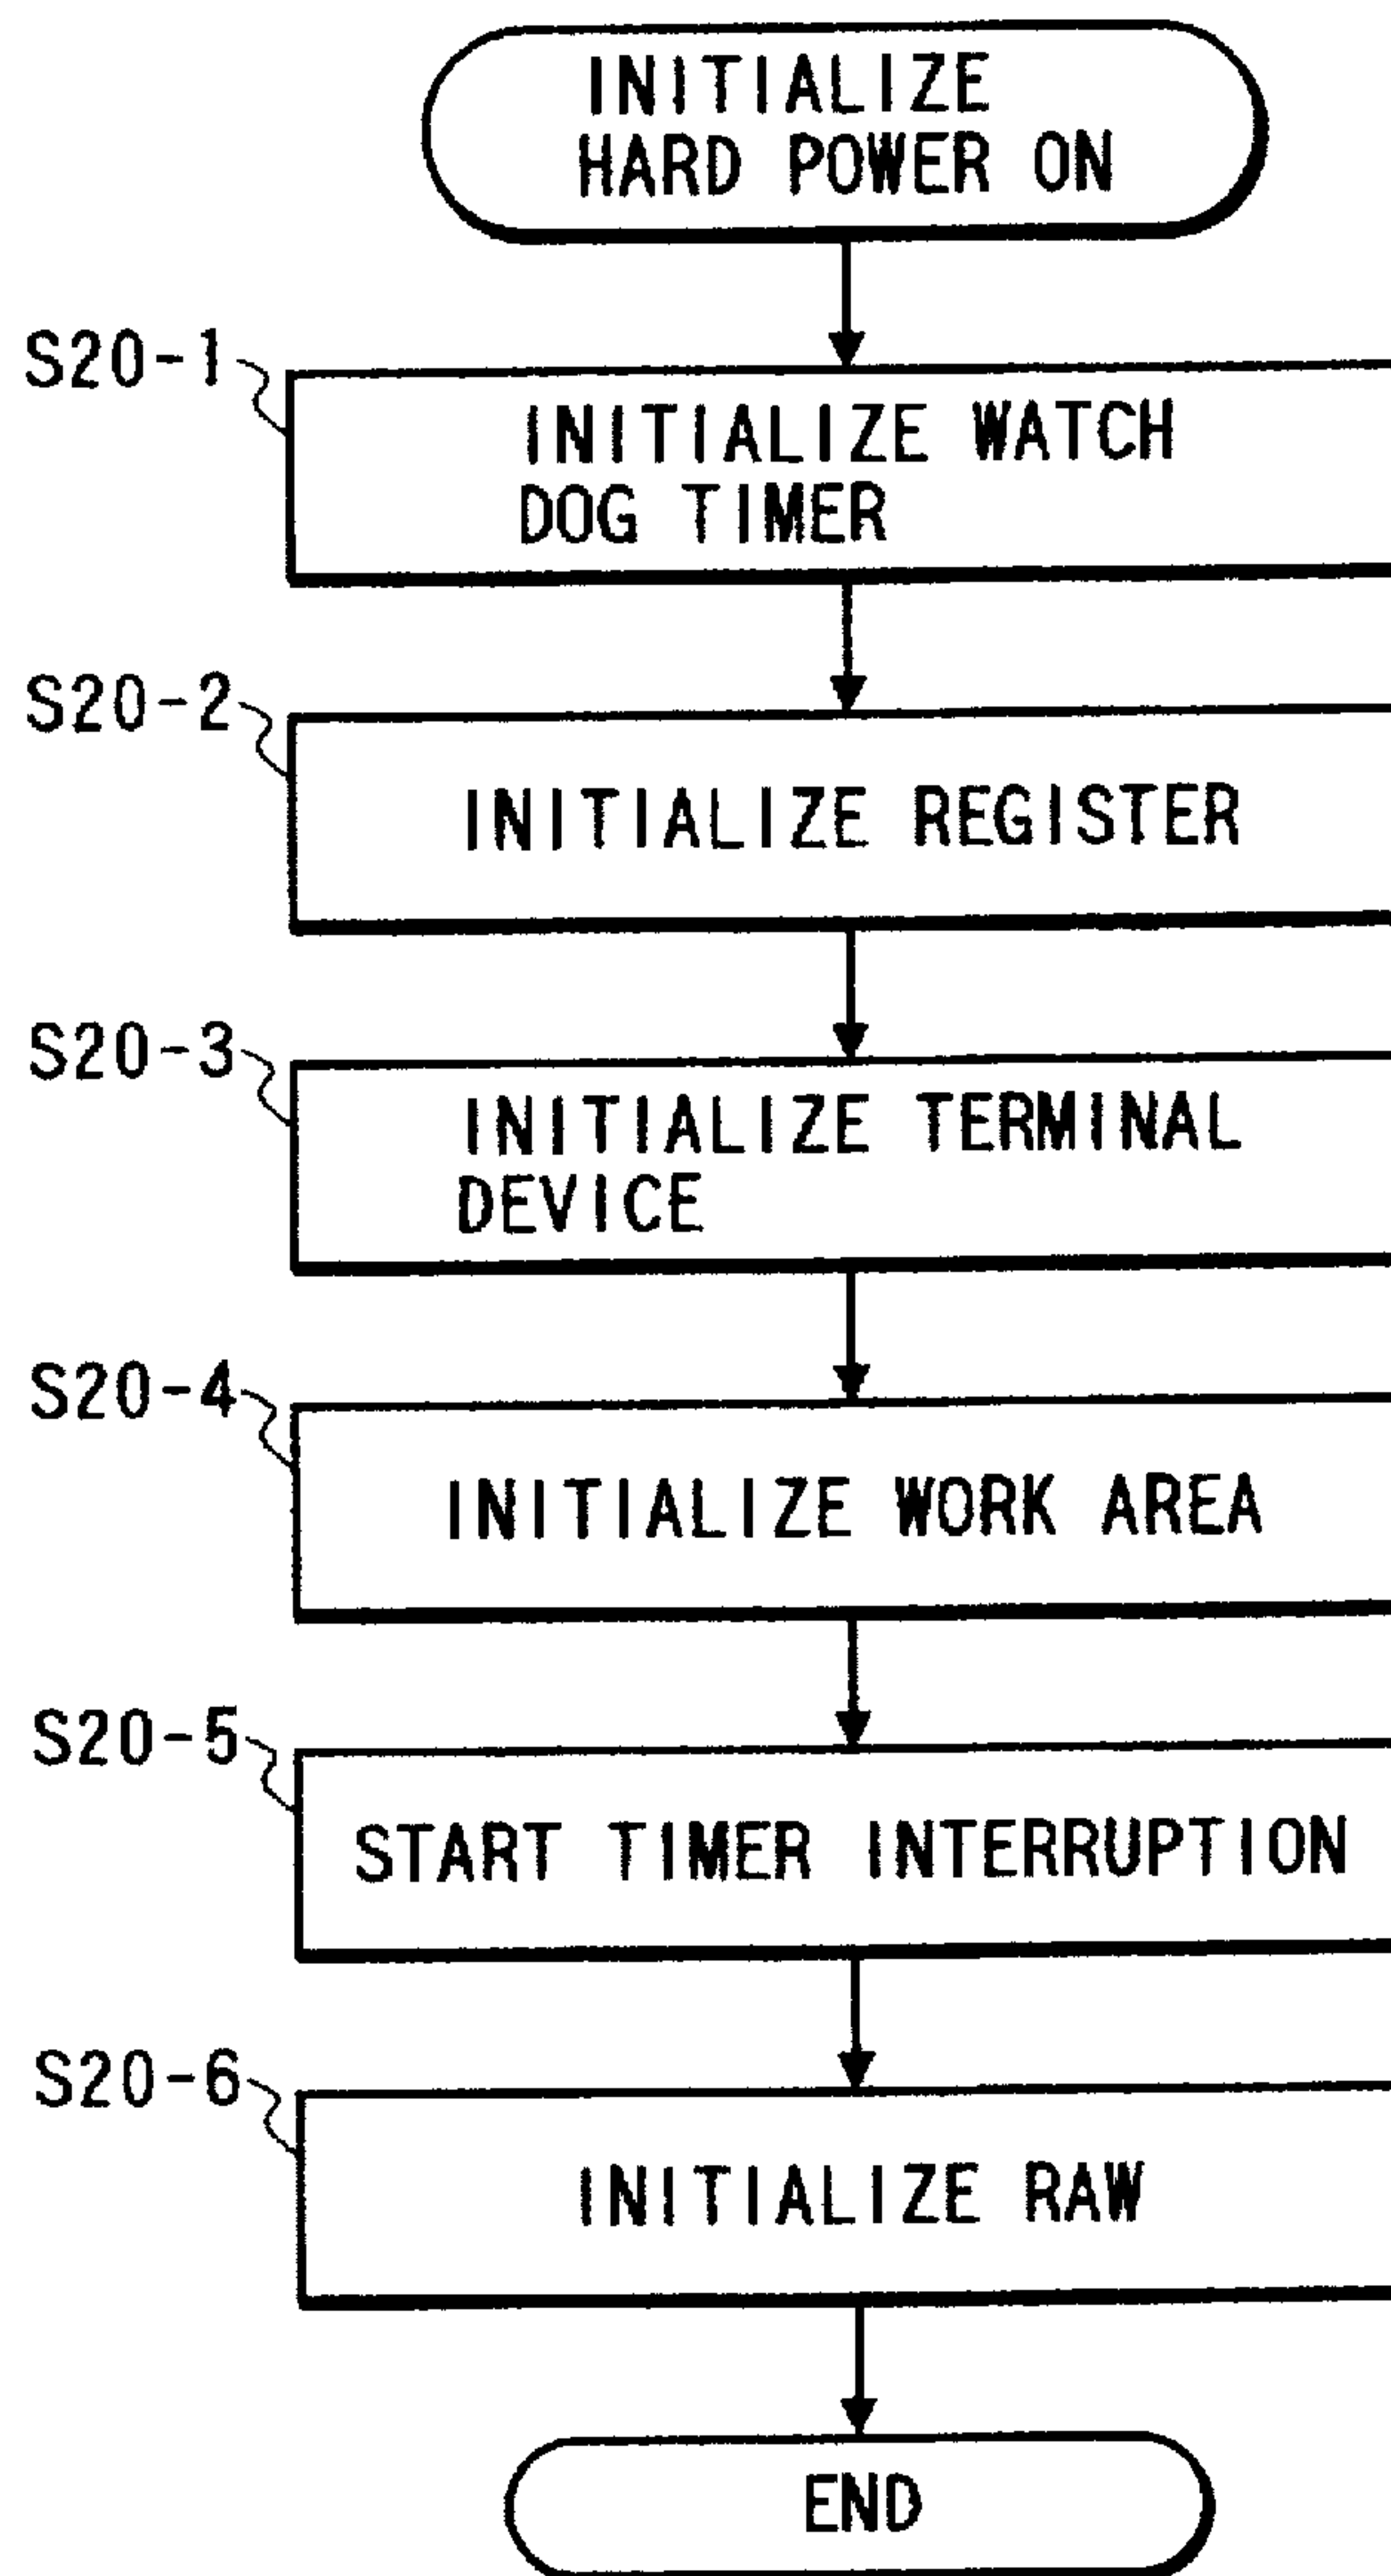 INITIALIZE
HARD POWER ON
S20-1
INITIALIZE WATCH
DOG TIMER
S20-2
INITIALIZE REGISTER
S20-3
INITIALIZE TERMINAL
DEVICE
S20-4
INITIALIZE WORK AREA
S20-5
START TIMER INTERRUPTION
S20-6
INITIALIZE RAW
END